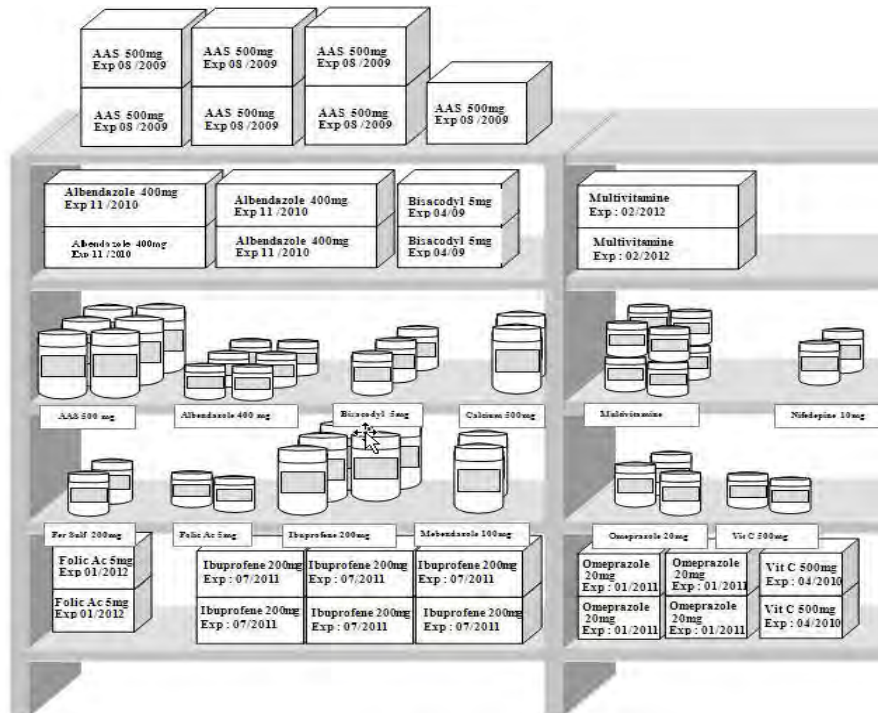 AAS 500mg
Exp 08 /2009
AAS 500mg
Exp 08 /2009
AAS 500mg
Exp 08 /2009
AAS 500mg
Exp 08 /2009
AAS 500mg
Exp 08 /2009
AAS 500mg
Exp 08 /2009
AAS 500mg
Exp 08 /2009
Albendazole 400mg
Exp 11 /2010
Albendazole 400mg
Exp 11 /2010
Bisacodyl 5mg
Exp 04/09
Multivitamine
Exp : 02/2012
Albendazole 400mg
Exp 11 /2010
Albendazole 400mg
Exp 11 /2010
Bisacodyl 5mg
Exp 04/09
Multivitamine
Exp : 02/2012
AAS 500 mg
Albendazole 400 mg
Bisacodyl 5mg
Calcium 500mg
Multivitamine
Nifedepine 10mg
Fer Sulf 200mg
Folic Ac 5mg
Ibuprofene 200mg
Mebendazole 100mg
Omeprazole 20mg
Vit C 500mg
Folic Ac 5mg
Exp 01/2012
Ibuprofene 200mg
Exp : 07/2011
Ibuprofene 200mg
Exp : 07/2011
Ibuprofene 200mg
Exp : 07/2011
Omeprazole
20mg
Exp : 01/2011
Omeprazole
20mg
Exp : 01/2011
Vit C 500mg
Exp : 04/2010
Folic Ac 5mg
Exp 01/2012
Ibuprofene 200mg
Exp : 07/2011
Ibuprofene 200mg
Exp : 07/2011
Ibuprofene 200mg
Exp : 07/2011
Omeprazole
20mg
Exp : 01/2011
Omeprazole
20mg
Exp : 01/2011
Vit C 500mg
Exp : 04/2010